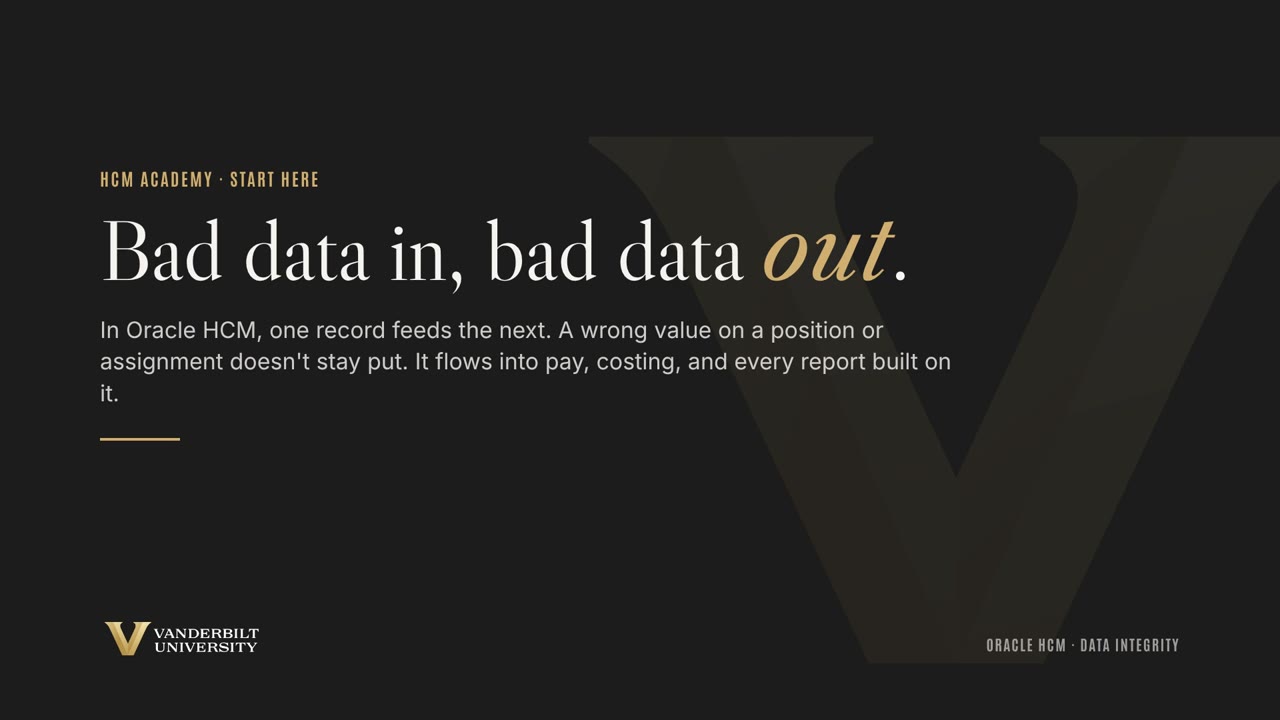 HCM ACADEMY · START HERE
Bad data in, bad data out.
In Oracle HCM, one record feeds the next. A wrong value on a position or
assignment doesn't stay put. It flows into pay, costing, and every report built on
it.
VANDERBILT
UNIVERSITY
ORACLE HCM · DATA INTEGRITY